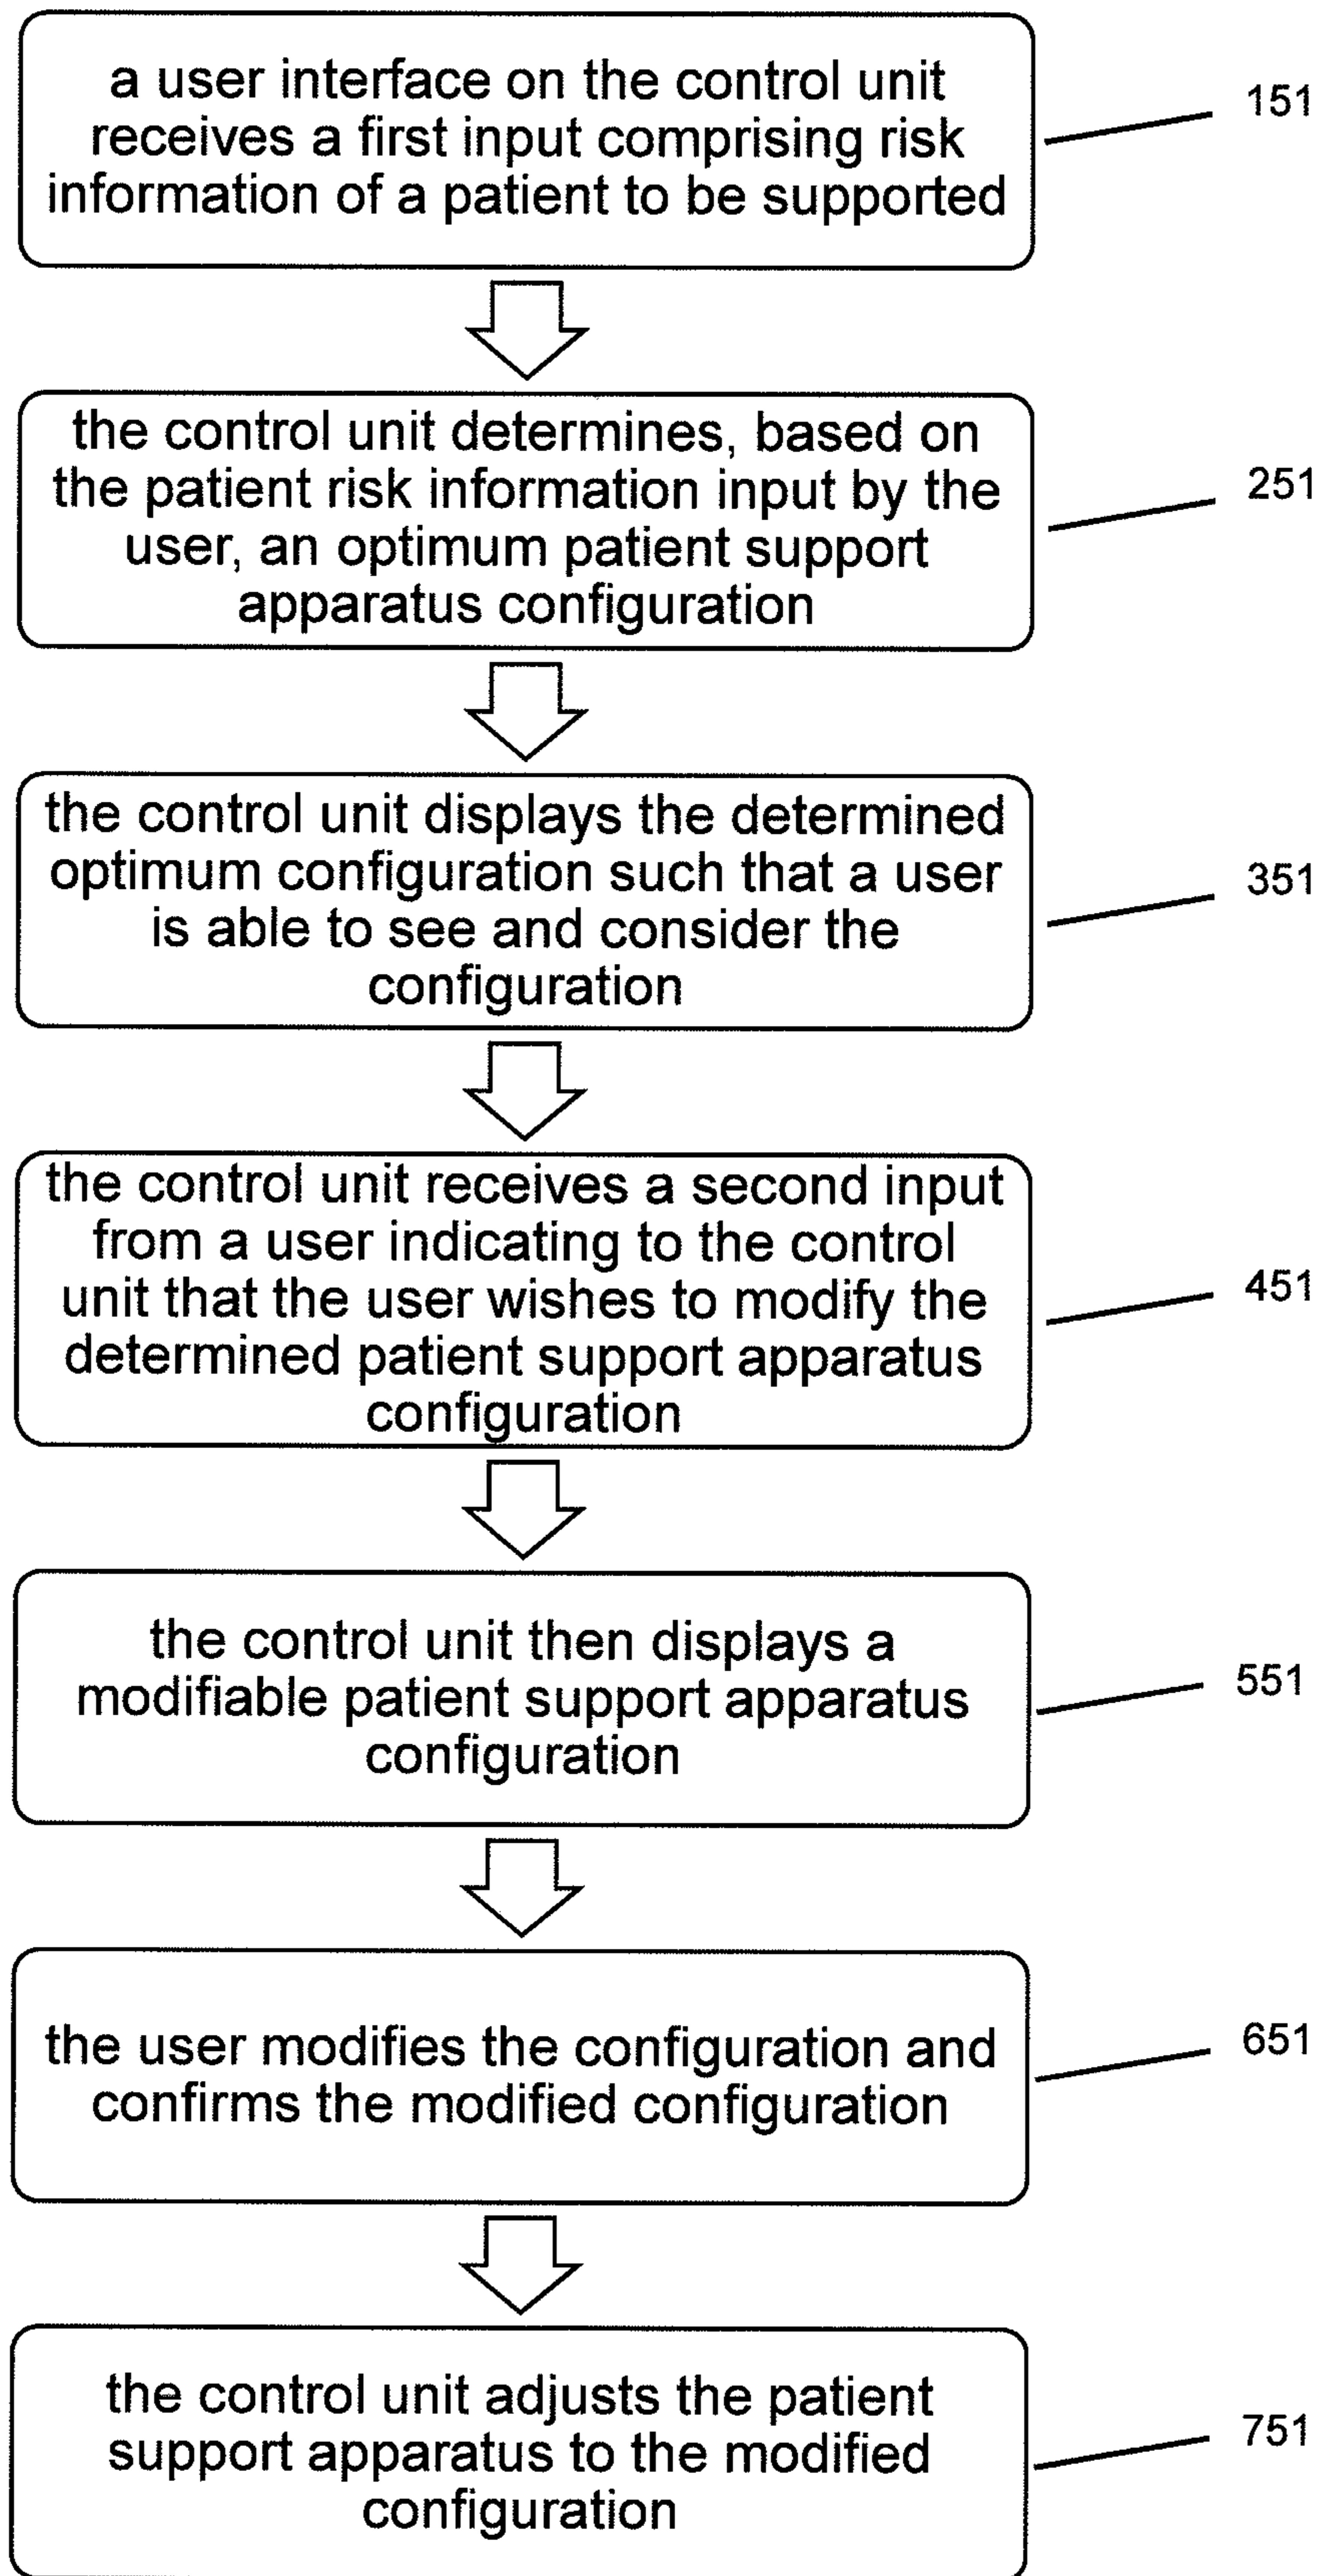 a user interface on the control unit
receives a first input comprising risk
information of a patient to be supported
151
the control unit determines, based on
the patient risk information input by the
user, an optimum patient support
apparatus configuration
251
the control unit displays the determined
optimum configuration such that a user
is able to see and consider the
configuration
351
the control unit receives a second input
from a user indicating to the control
unit that the user wishes to modify the
determined patient support apparatus
configuration
451
the control unit then displays a
modifiable patient support apparatus
configuration
551
the user modifies the configuration and
confirms the modified configuration
651
the control unit adjusts the patient
support apparatus to the modified
configuration
751